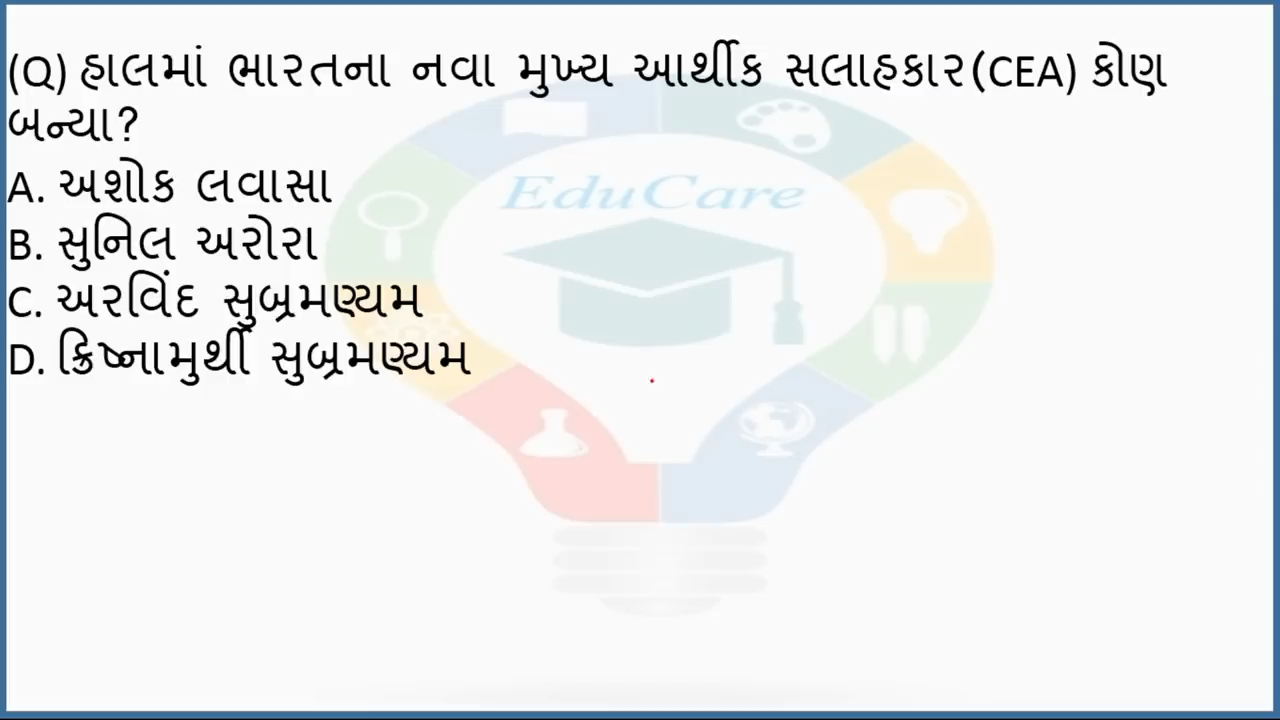 (Q) હાલમાં ભારતના નવા મુખ્ય આર્થીક સલાહકાર(CEA) કોણ
બન્યા?
EduCare
A. અશોક લવાસા
B. સુનિલ અરોરા
C. અરવિંદ સુબ્રમણ્યમ
D. ક્રિષ્નામુર્થી સુબ્રમણ્યમ